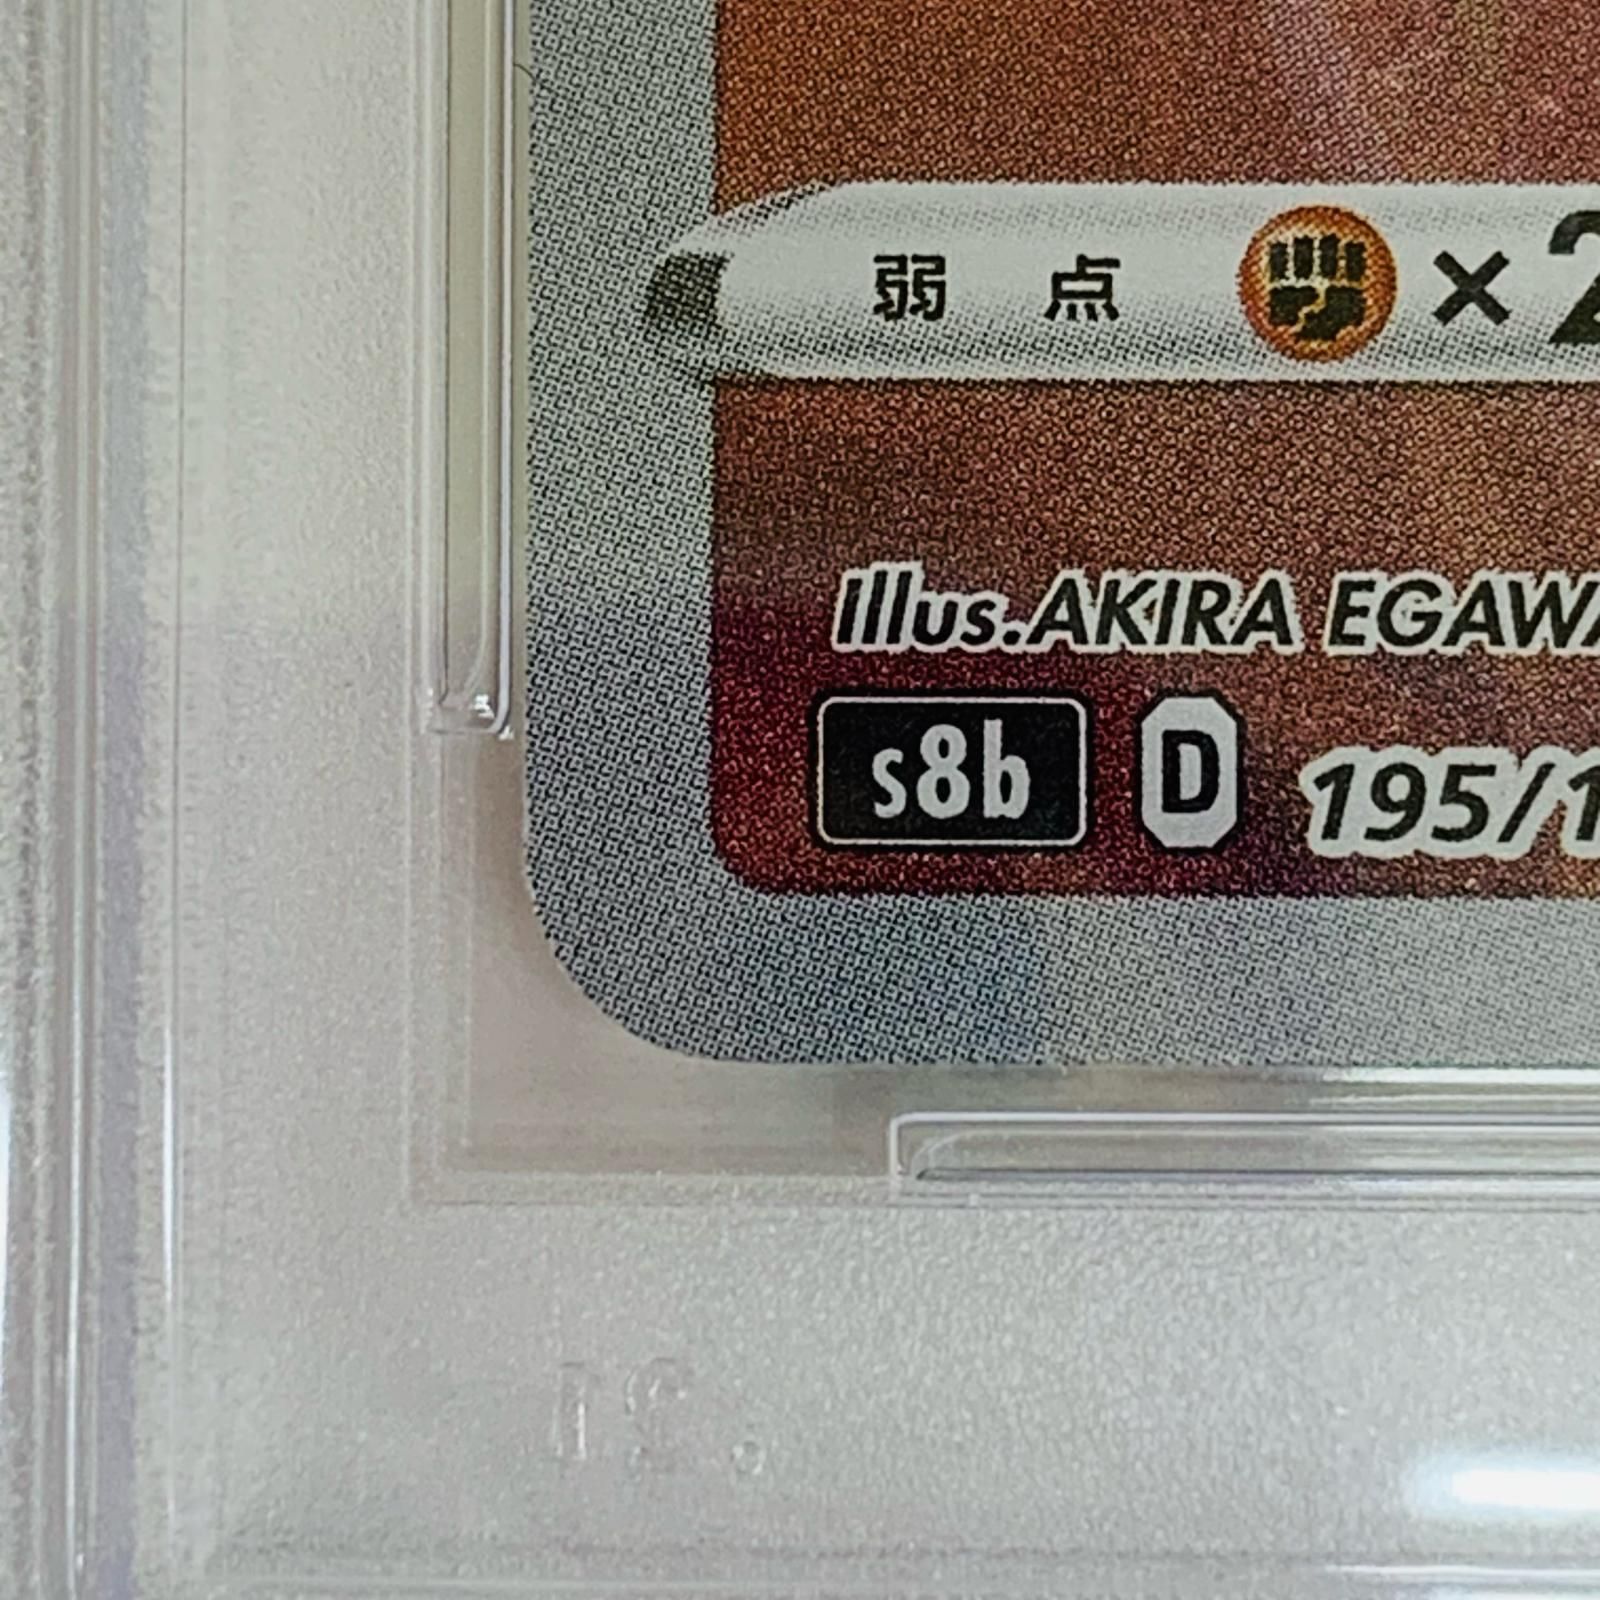 弱 点 ×2
Illus.AKIRA EGAWA
s8b D 195/1